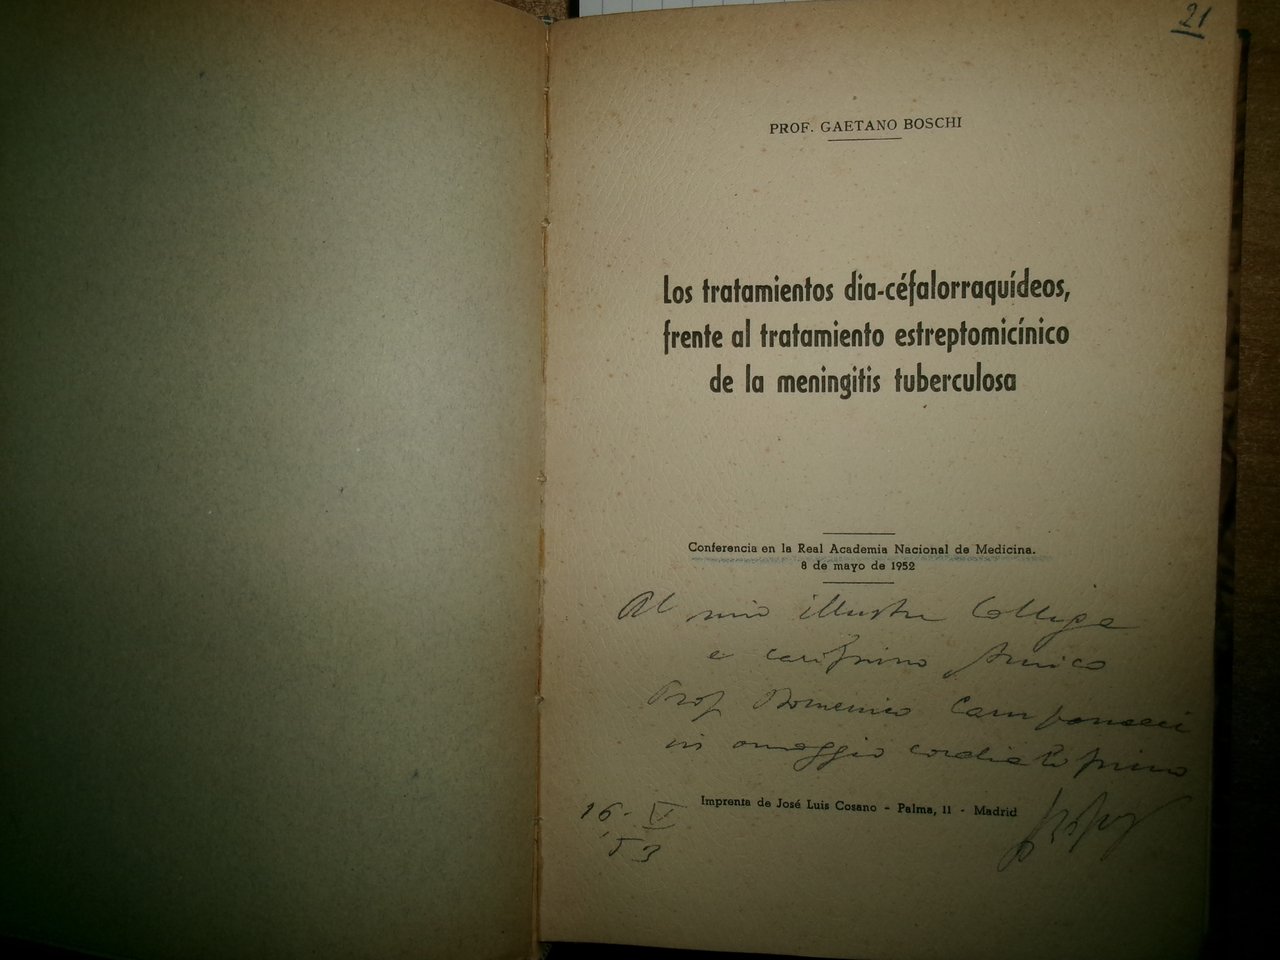 21
PROF. GAETANO BOSCHI
Los tratamientos dia-céfalorraquídeos,
frente al tratamiento estreptomicínico
de la meningitis tuberculosa
Conferencia en la Real Academia Nacional de Medicina.
8 de mayo de 1952
Al mio illustre Collega
e carissimo Amico
Prof Domenico
in omaggio cordialissimo
Imprenta de José Luis Cosano - Palma, 11 - Madrid
16. V
53